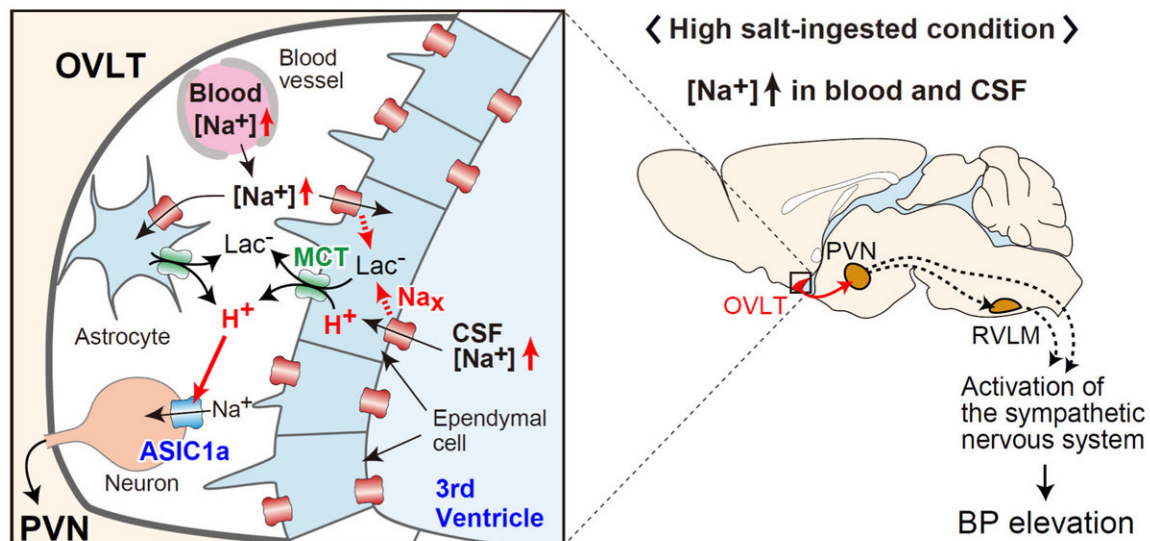 OVLT
Blood
vessel
Blood
[Na⁺]↑
[Na⁺]↑
Lac⁻
MCT
Lac⁻
H⁺
H⁺
Naₓ
Astrocyte
CSF
[Na⁺]↑
Na⁺
ASIC1a
Neuron
Ependymal
cell
3rd
Ventricle
PVN
❬ High salt-ingested condition ❭
[Na⁺]↑ in blood and CSF
PVN
OVLT
RVLM
Activation of
the sympathetic
nervous system
BP elevation